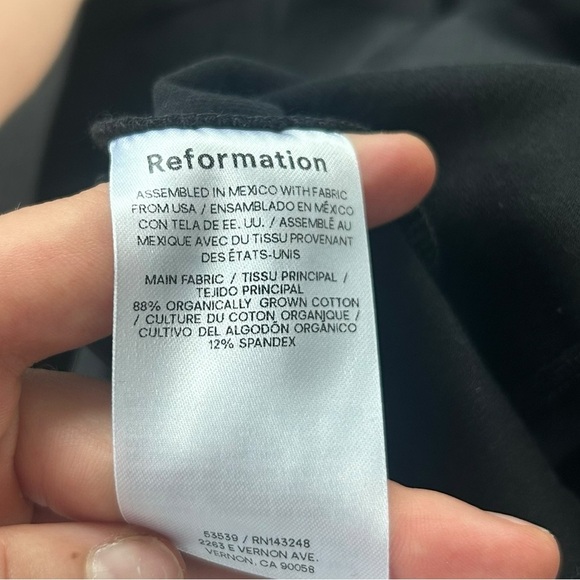 Reformation
ASSEMBLED IN MEXICO WITH FABRIC
FROM USA / ENSAMBLADO EN MÉXICO
CON TELA DE EE. UU. / ASSEMBLÉ AU
MEXIQUE AVEC DU TISSU PROVENANT
DES ÉTATS-UNIS
MAIN FABRIC / TISSU PRINCIPAL /
TEJIDO PRINCIPAL
88% ORGANICALLY GROWN COTTON
/ CULTURE DU COTON ORGANIQUE /
CULTIVO DEL ALGODÓN ORGÁNICO
12% SPANDEX
53539 / RN143248
2263 E VERNON AVE.
VERNON, CA 90058